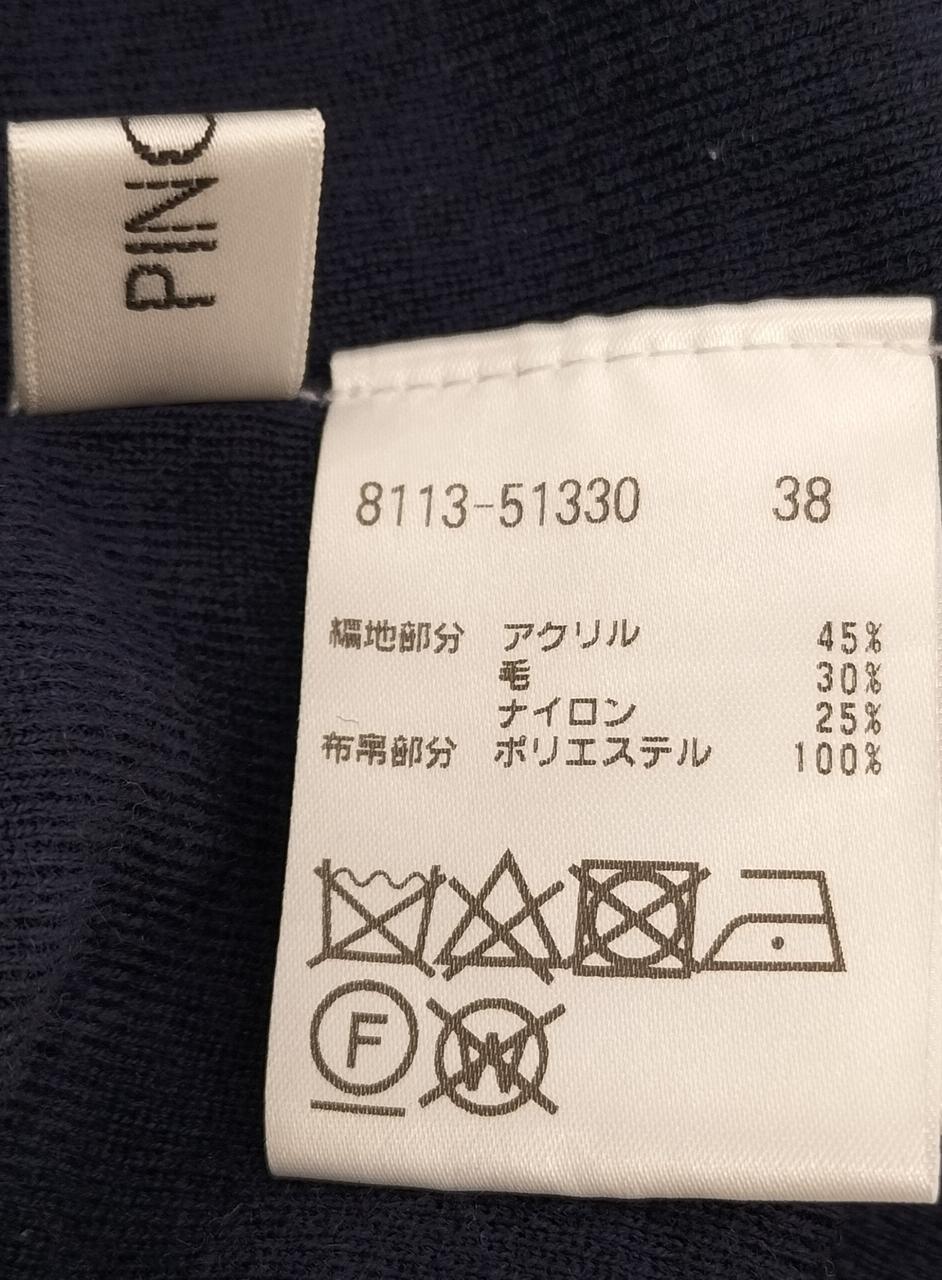 PINO
8113-51330 38
編地部分 アクリル 45%
毛 30%
ナイロン 25%
布帛部分 ポリエステル 100%
F
W